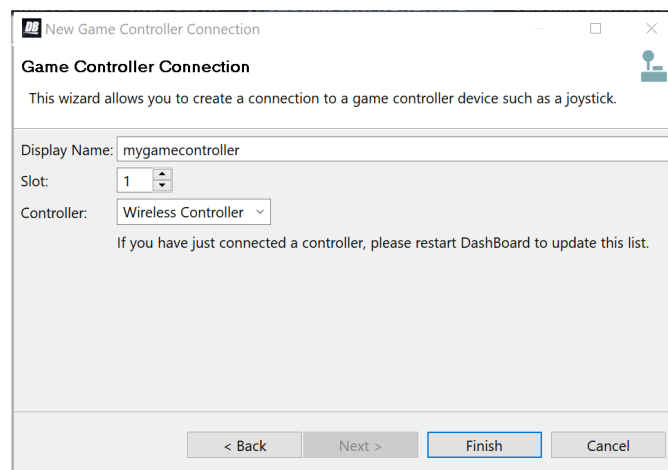 DB New Game Controller Connection
Game Controller Connection
This wizard allows you to create a connection to a game controller device such as a joystick.
Display Name: mygamecontroller
Slot: 1
Controller: Wireless Controller
If you have just connected a controller, please restart DashBoard to update this list.
< Back Next > Finish Cancel